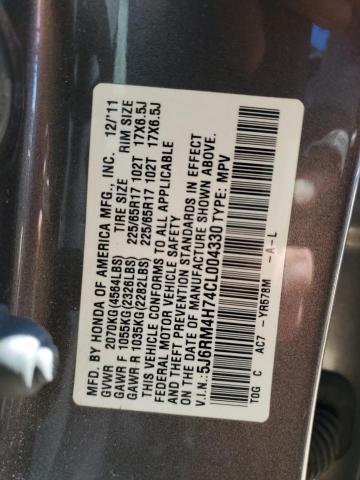 MFD. BY HONDA OF AMERICA MFG., INC. 12/'11
GVWR 2070KG(4564LBS) TIRE SIZE RIM SIZE
GAWR F 1055KG(2326LBS) 225/65R17 102T 17X6.5J
GAWR R 1035KG(2282LBS) 225/65R17 102T 17X6.5J
THIS VEHICLE CONFORMS TO ALL APPLICABLE
FEDERAL MOTOR VEHICLE SAFETY
AND THEFT PREVENTION STANDARDS IN EFFECT
ON THE DATE OF MANUFACTURE SHOWN ABOVE.
V.I.N.: 5J6RM4H74CL004330 TYPE: MPV
T0G C AC7 - YR578M -A-L